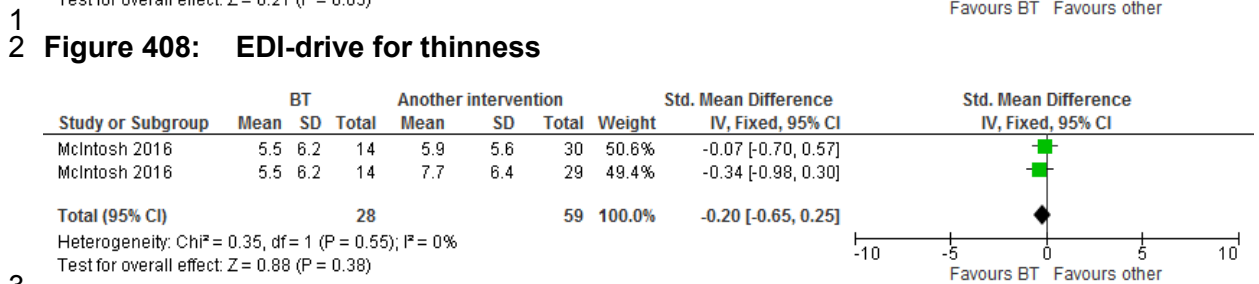 Test for overall effect: Z = 0.21 (P = 0.83)
Favours BT Favours other
1
2 Figure 408: EDI-drive for thinness
BT Another intervention Std. Mean Difference Std. Mean Difference
Study or Subgroup Mean SD Total Mean SD Total Weight IV, Fixed, 95% CI IV, Fixed, 95% CI
McIntosh 2016 5.5 6.2 14 5.9 5.6 30 50.6% -0.07 [-0.70, 0.57]
McIntosh 2016 5.5 6.2 14 7.7 6.4 29 49.4% -0.34 [-0.98, 0.30]
Total (95% CI) 28 59 100.0% -0.20 [-0.65, 0.25]
Heterogeneity: Chi² = 0.35, df = 1 (P = 0.55); I² = 0%
Test for overall effect: Z = 0.88 (P = 0.38)
-10 -5 0 5 10
Favours BT Favours other